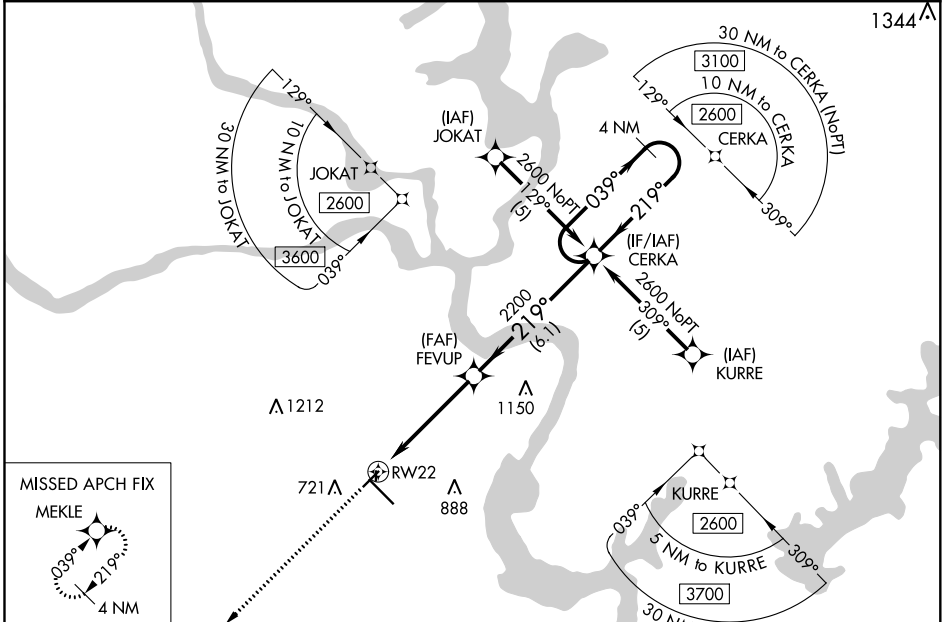 1344
30 NM to CERKA (NoPT)
3100
10 NM to CERKA
2600
129°
CERKA
309°
129°
30 NM to JOKAT
10 NM to JOKAT
JOKAT
2600
3600
039°
(IAF)
JOKAT
4 NM
2600 NoPT
129°
(5)
039°
219°
(IF/IAF)
CERKA
2600 NoPT
309°
(5)
(IAF)
KURRE
2200
219°
(6.1)
(FAF)
FEVUP
1212
1150
RW22
721
888
MISSED APCH FIX
MEKLE
039°
219°
4 NM
KURRE
2600
039°
309°
5 NM to KURRE
3700
30